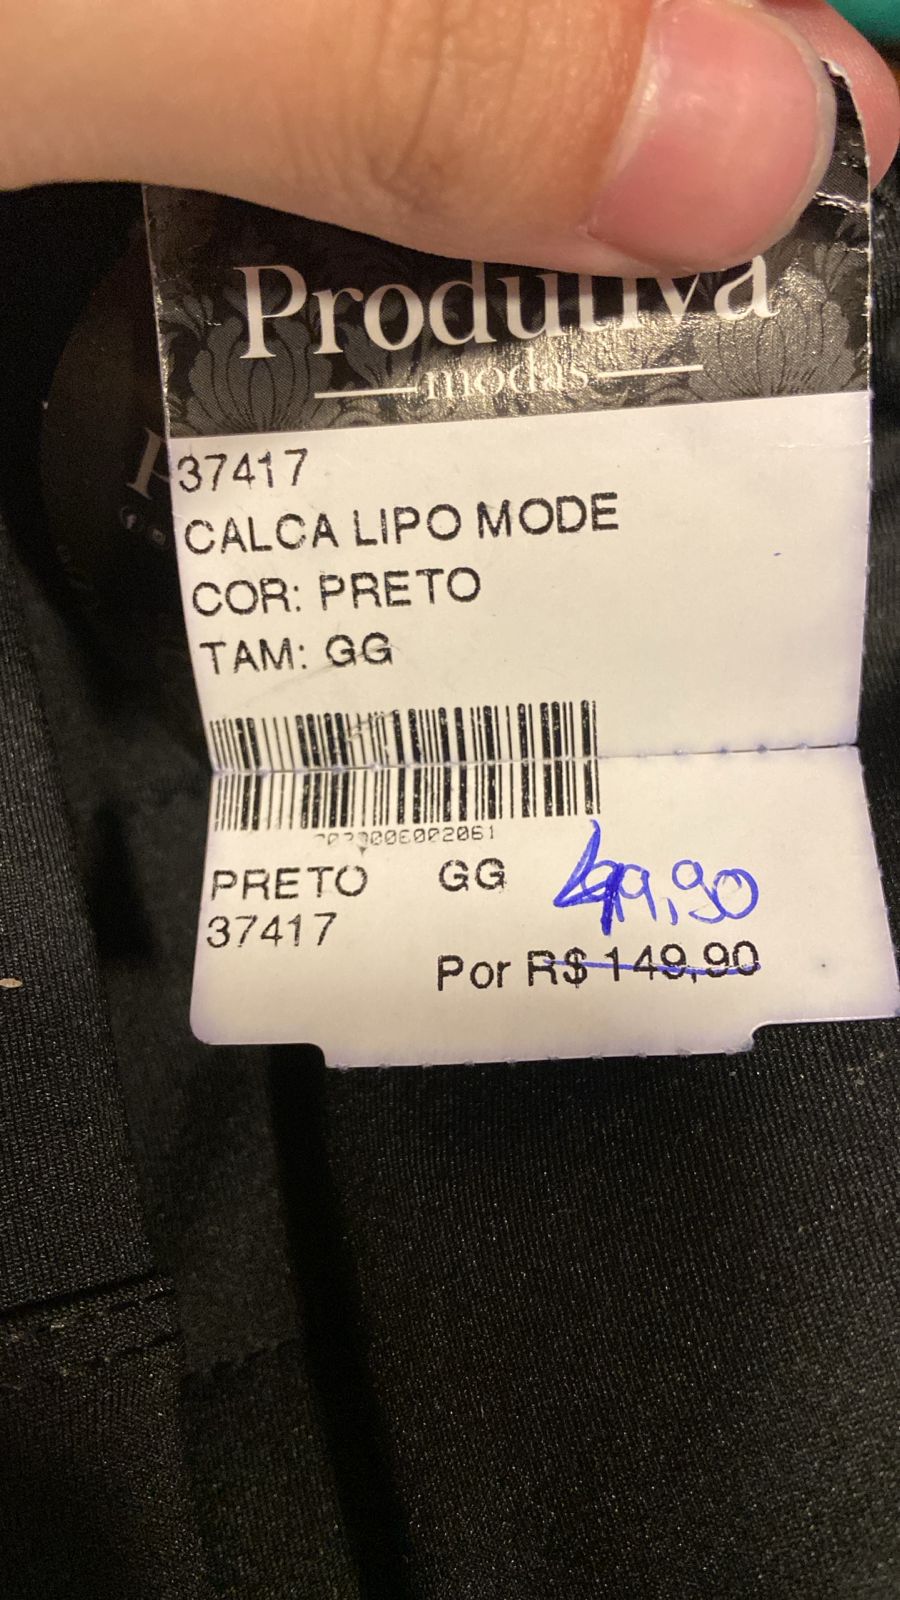 Produtiva
modas
37417
CALCA LIPO MODE
COR: PRETO
TAM: GG
PRETO GG
37417
Por R$ 149,90